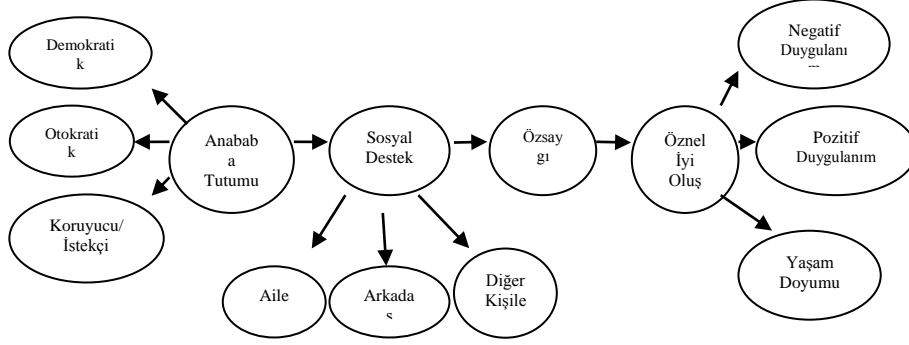 Demokrati
k
Otokrati
k
Koruyucu/
İstekçi
Anabab
a
Tutumu
Sosyal
Destek
Aile
Arkadaş
Diğer
Kişile
Özsay
gı
Öznel
İyi
Oluş
Negatif
Duygulanı
Pozitif
Duygulanım
Yaşam
Doyumu